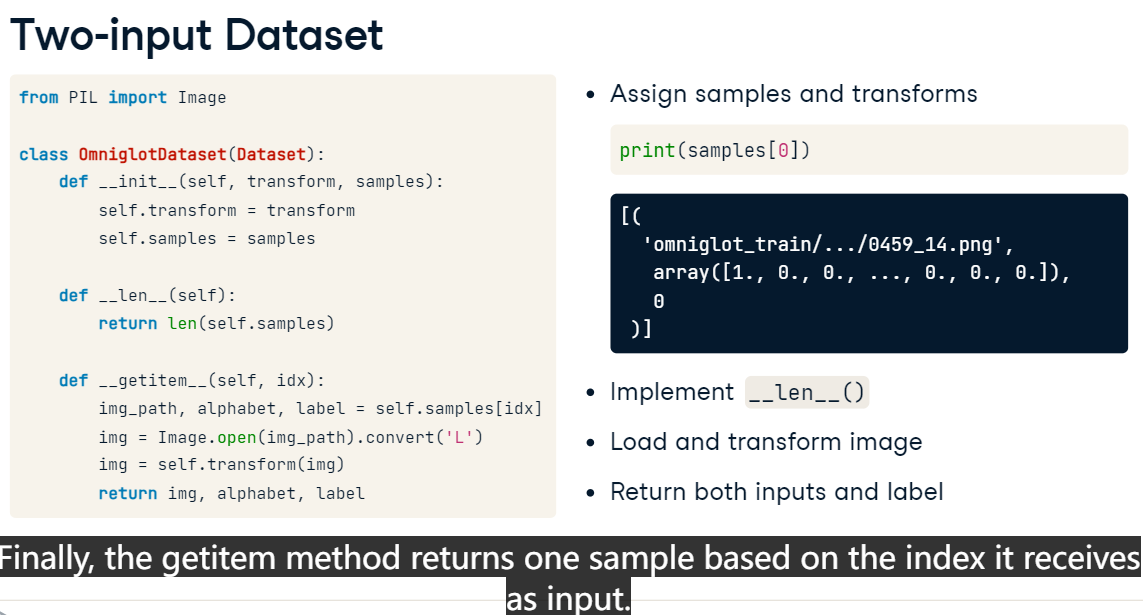 Two-input Dataset
from PIL import Image
class OmniglotDataset(Dataset):
    def __init__(self, transform, samples):
        self.transform = transform
        self.samples = samples
    def __len__(self):
        return len(self.samples)
    def __getitem__(self, idx):
        img_path, alphabet, label = self.samples[idx]
        img = Image.open(img_path).convert('L')
        img = self.transform(img)
        return img, alphabet, label
• Assign samples and transforms
print(samples[0])
[(
  'omniglot_train/.../0459_14.png',
   array([1., 0., 0., ..., 0., 0., 0.]),
   0
 )]
• Implement __len__()
• Load and transform image
• Return both inputs and label
Finally, the getitem method returns one sample based on the index it receives
as input.